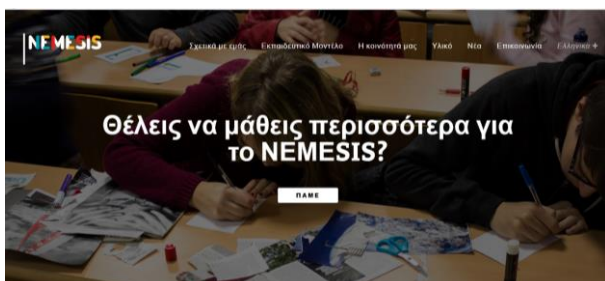 NEMESIS
Σχετικά με εμάς Εκπαιδευτικό Μοντέλο Η κοινότητά μας Υλικό Νέα Επικοινωνία Ελληνικα +
Θέλεις να μάθεις περισσότερα για
το NEMESIS?
ΠΑΜΕ